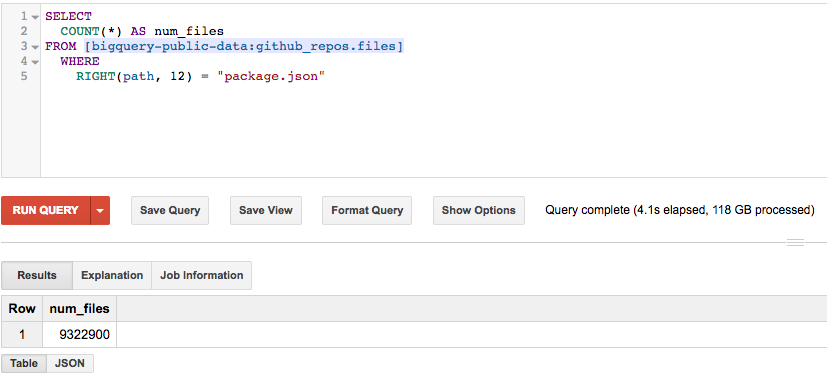 1 SELECT
2 COUNT(*) AS num_files
3 FROM [bigquery-public-data:github_repos.files]
4 WHERE
5 RIGHT(path, 12) = "package.json"
RUN QUERY Save Query Save View Format Query Show Options Query complete (4.1s elapsed, 118 GB processed)
Results Explanation Job Information
Row num_files
1 9322900
Table JSON